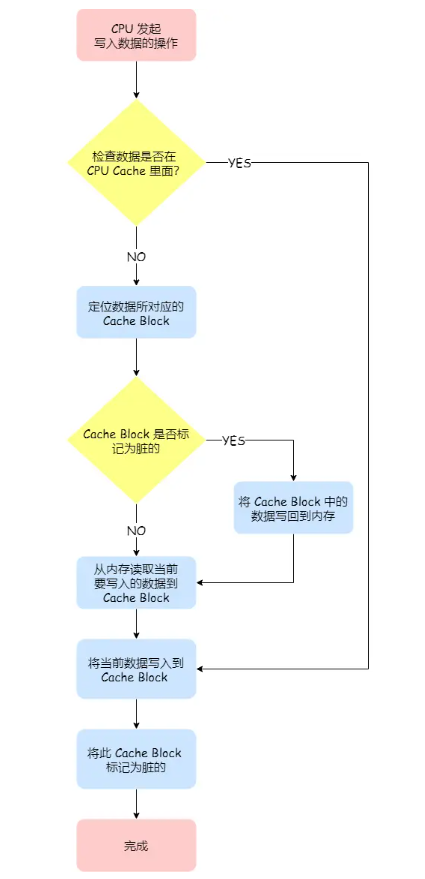 CPU 发起
写入数据的操作
检查数据是否在
CPU Cache 里面?
YES
NO
定位数据所对应的
Cache Block
Cache Block 是否标
记为脏的
YES
将 Cache Block 中的
数据写回到内存
NO
从内存读取当前
要写入的数据到
Cache Block
将当前数据写入到
Cache Block
将此 Cache Block
标记为脏的
完成